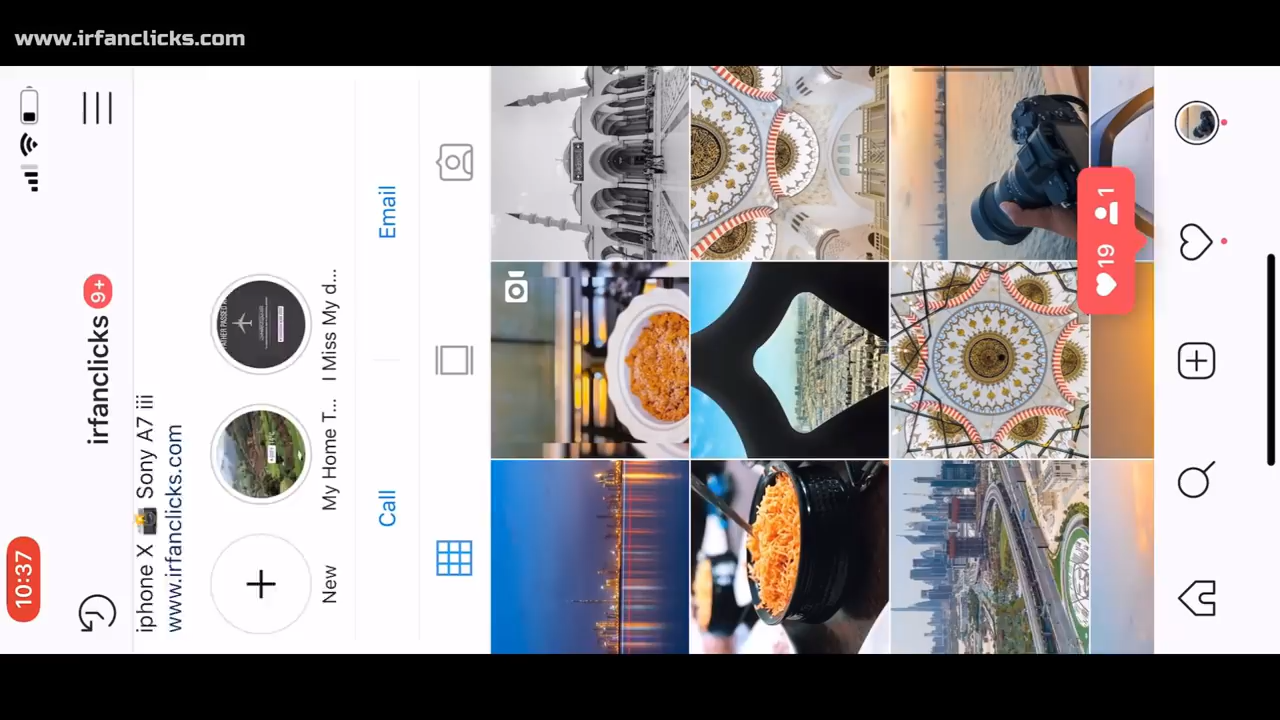 www.irfanclicks.com
10:37
irfanclicks 9+
iphone X 📸 Sony A7 iii
www.irfanclicks.com
New
My Home T...
I Miss My d...
Call
Email
19 1